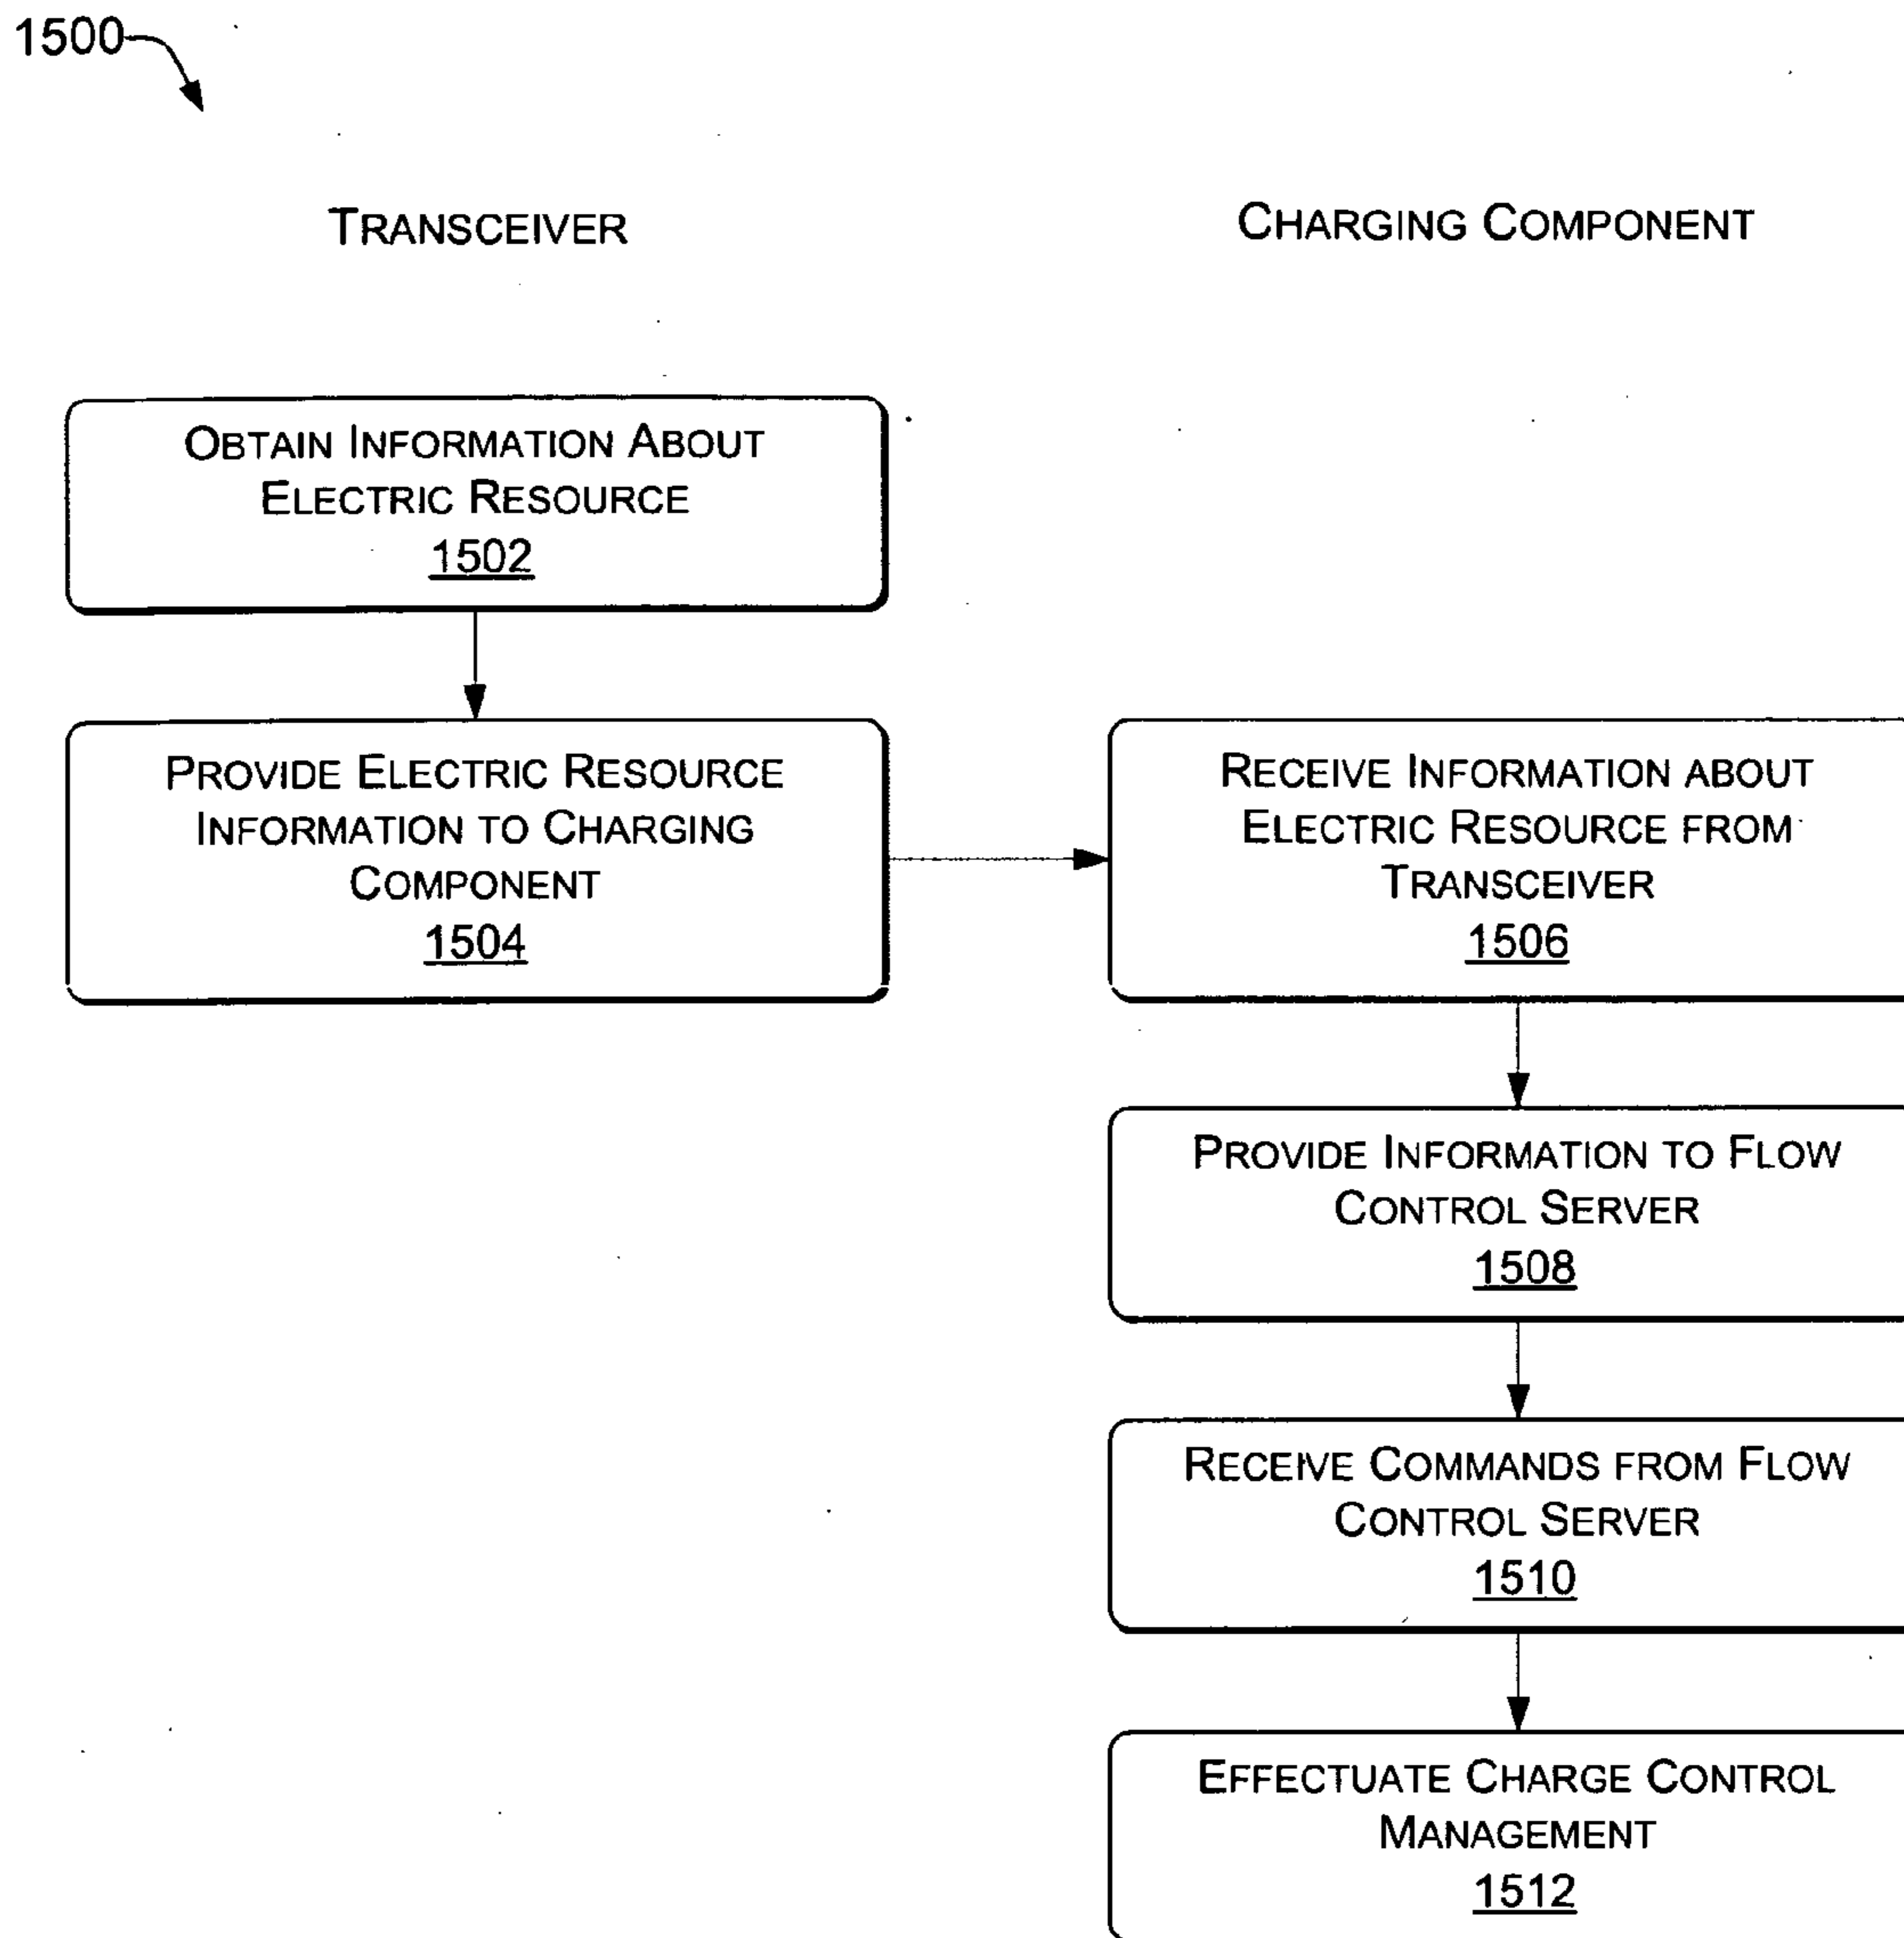 1500
TRANSCEIVER
CHARGING COMPONENT
OBTAIN INFORMATION ABOUT
ELECTRIC RESOURCE
1502
PROVIDE ELECTRIC RESOURCE
INFORMATION TO CHARGING
COMPONENT
1504
RECEIVE INFORMATION ABOUT
ELECTRIC RESOURCE FROM
TRANSCEIVER
1506
PROVIDE INFORMATION TO FLOW
CONTROL SERVER
1508
RECEIVE COMMANDS FROM FLOW
CONTROL SERVER
1510
EFFECTUATE CHARGE CONTROL
MANAGEMENT
1512